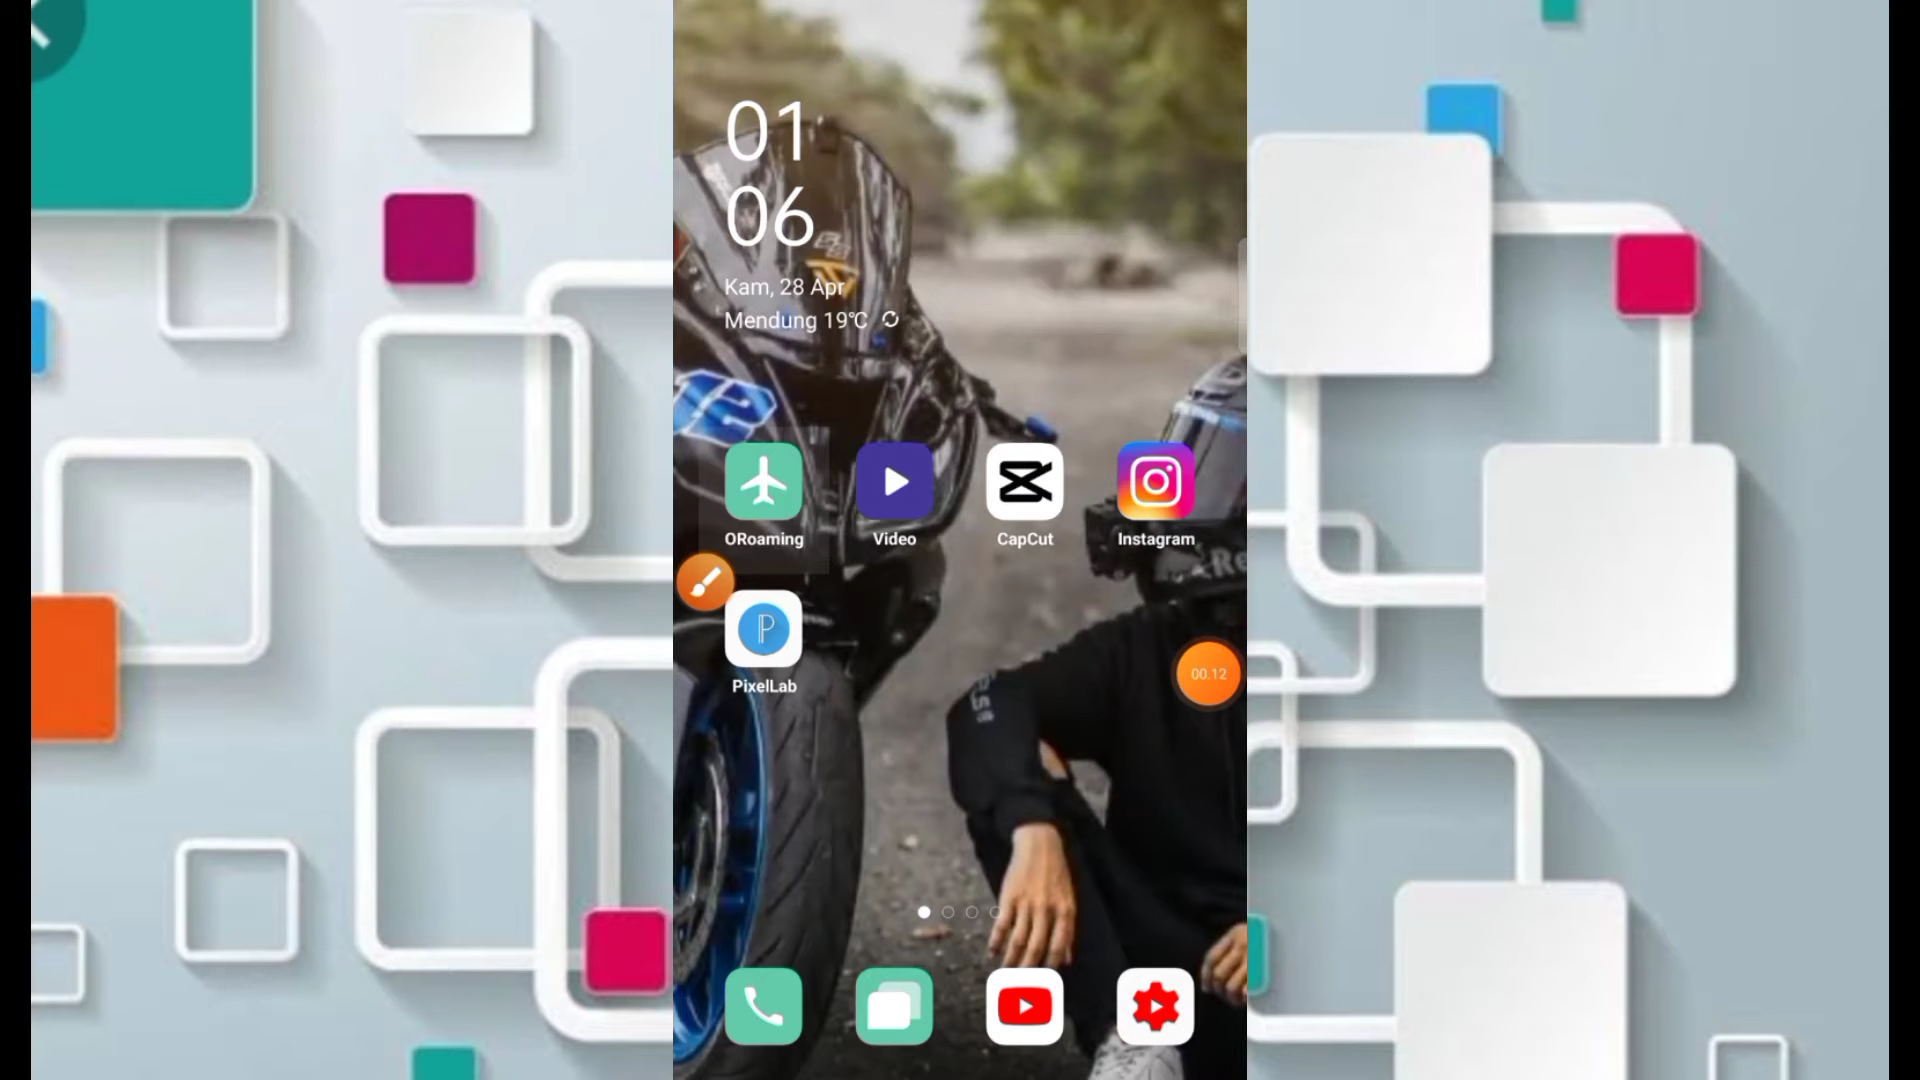 01
06
Kam, 28 Apr
Mendung 19°C
ORoaming
Video
CapCut
Instagram
PixelLab
00.12